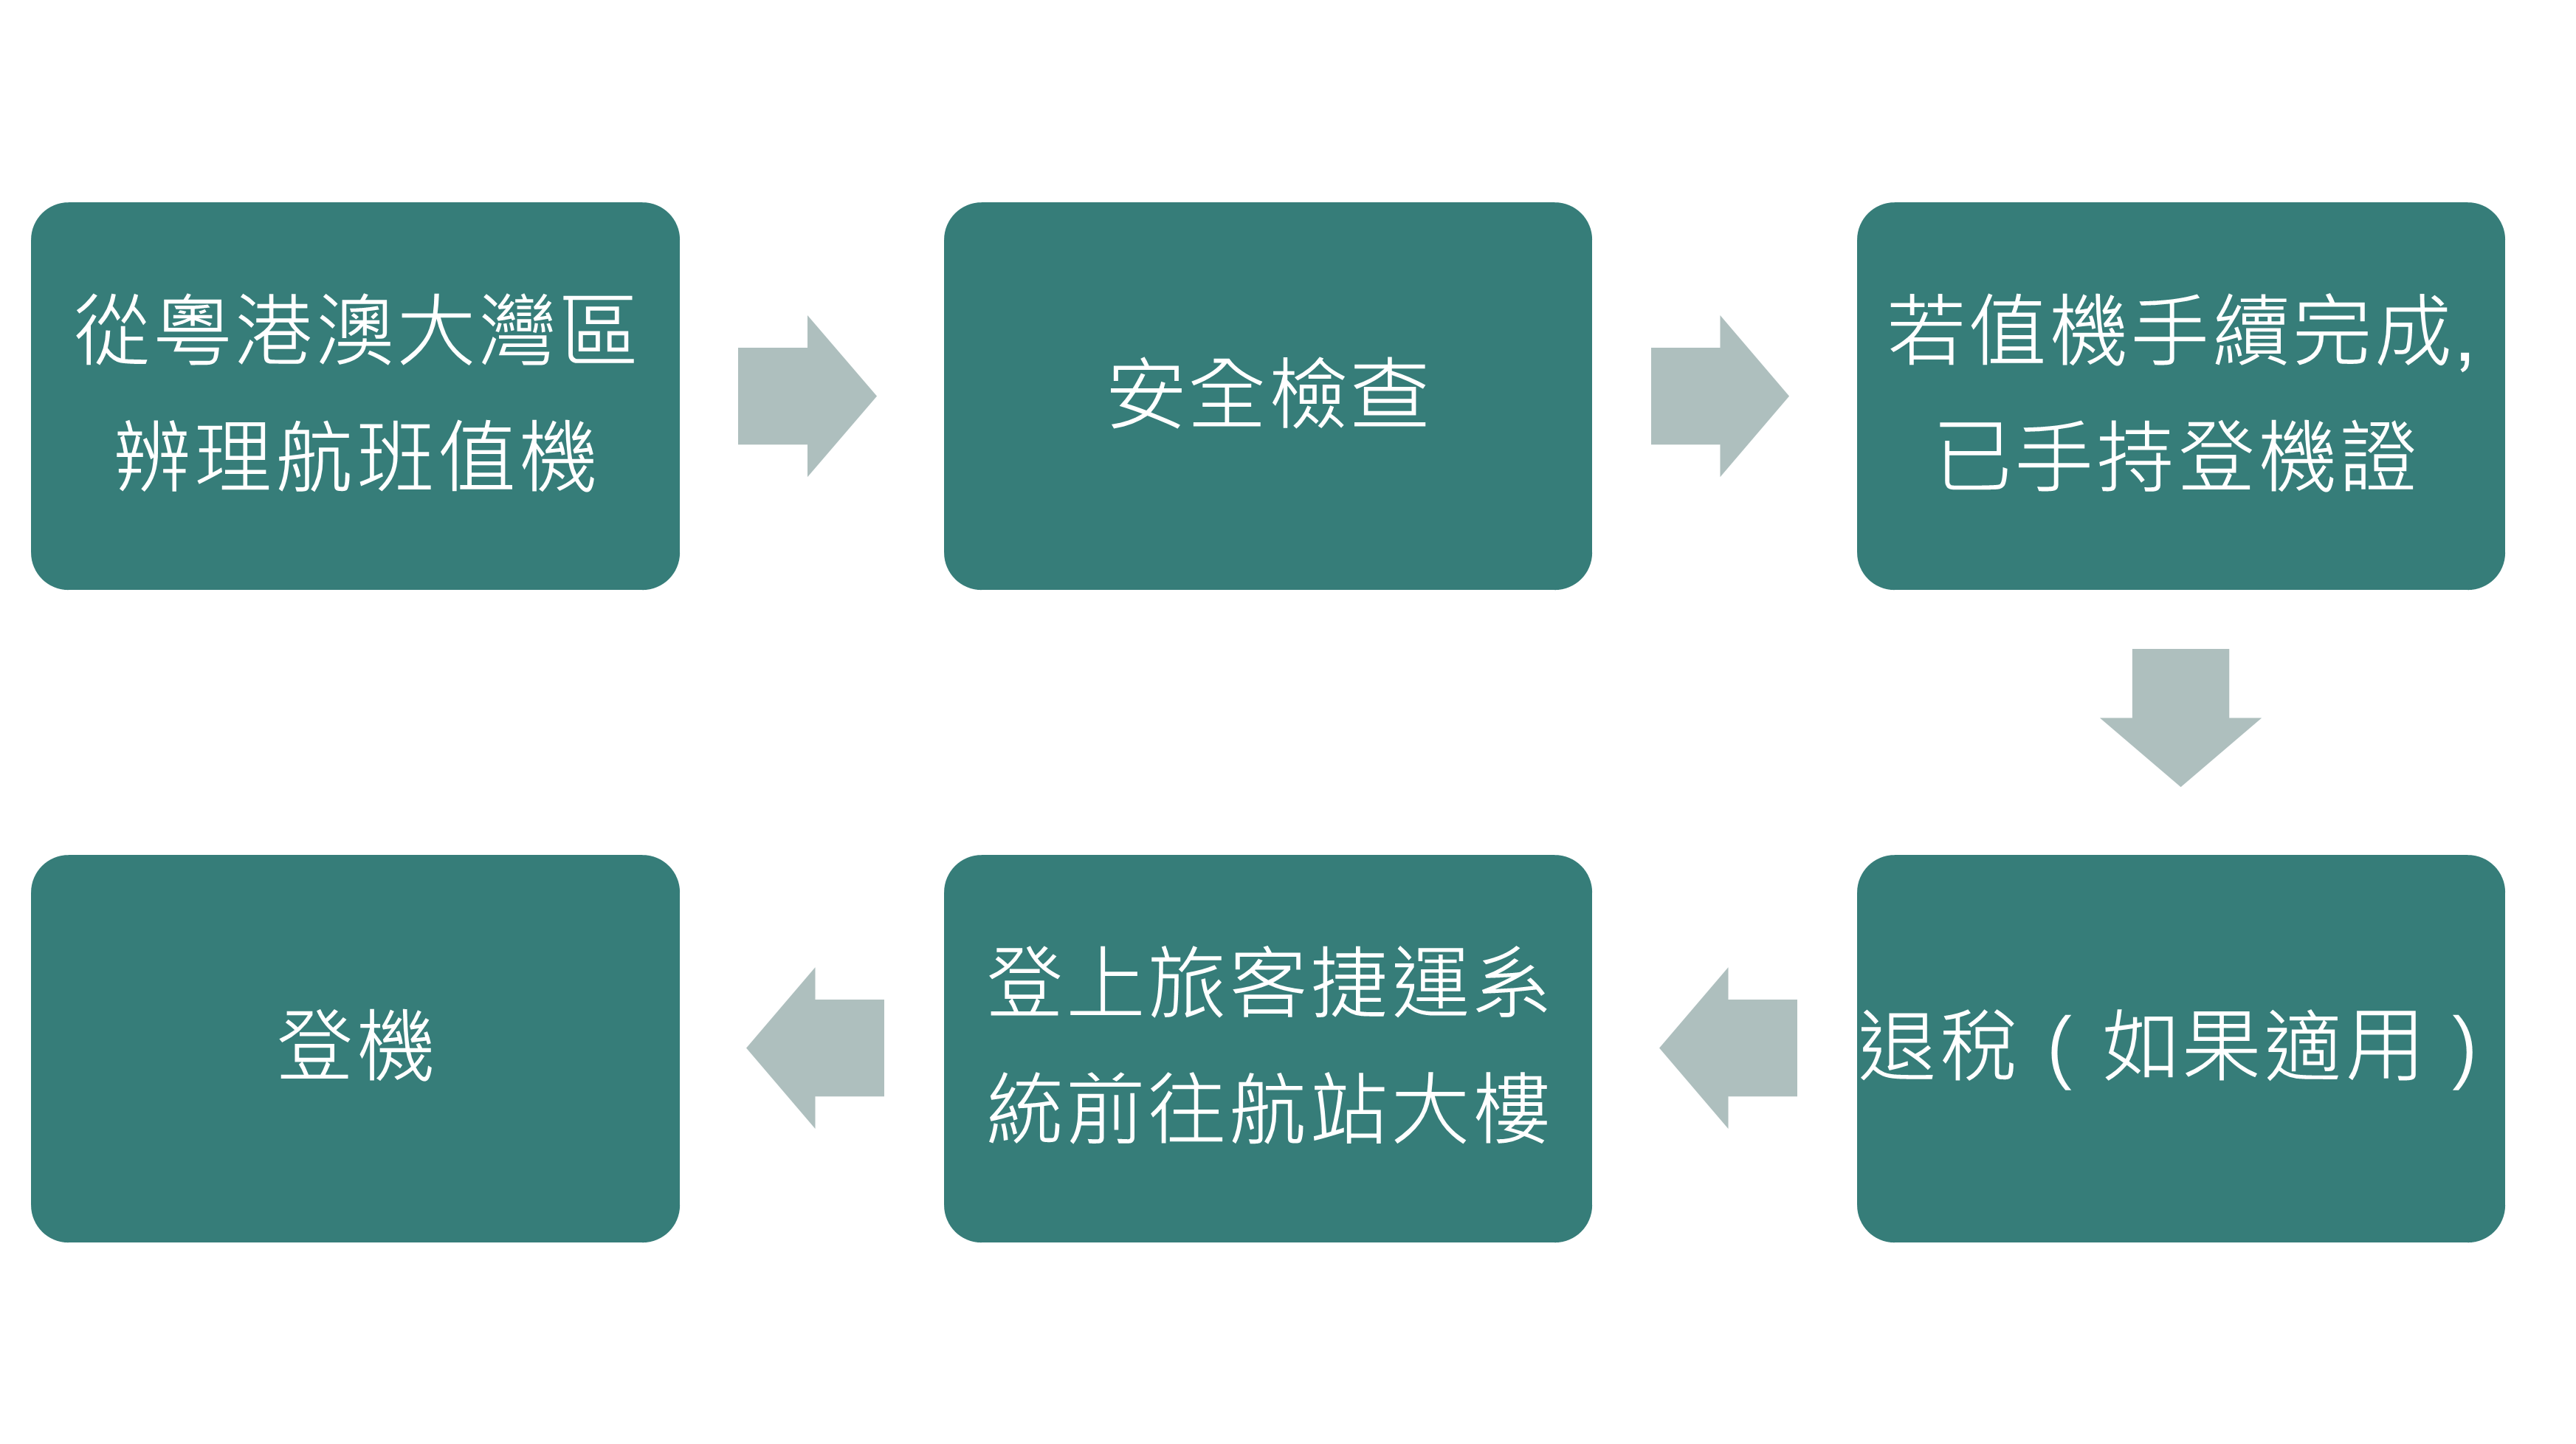 從粵港澳大灣區
辨理航班值機
安全檢查
若值機手續完成,
已手持登機證
退税(如果適用)
登上旅客捷運系
統前往航站大樓
登機